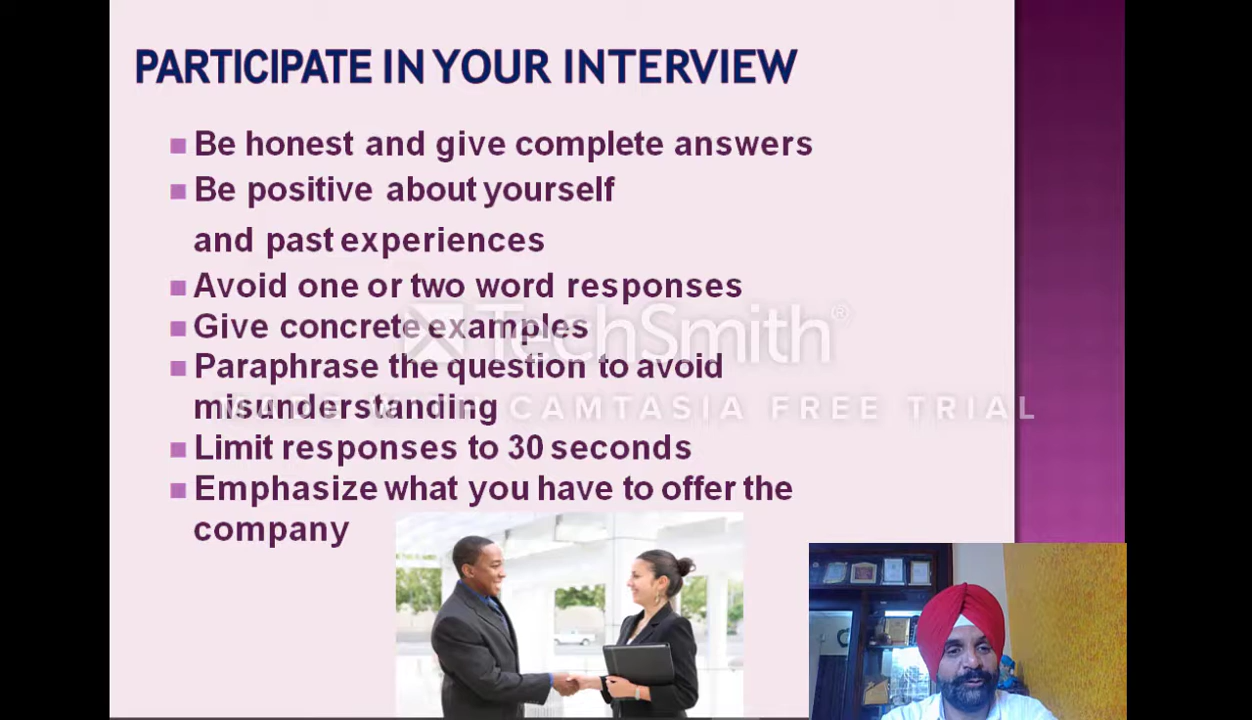 PARTICIPATE IN YOUR INTERVIEW
Be honest and give complete answers
Be positive about yourself
and past experiences
Avoid one or two word responses
Give concrete examples
TechSmith®
Paraphrase the question to avoid
misunderstanding
MADE WITH CAMTASIA FREE TRIAL
Limit responses to 30 seconds
Emphasize what you have to offer the
company